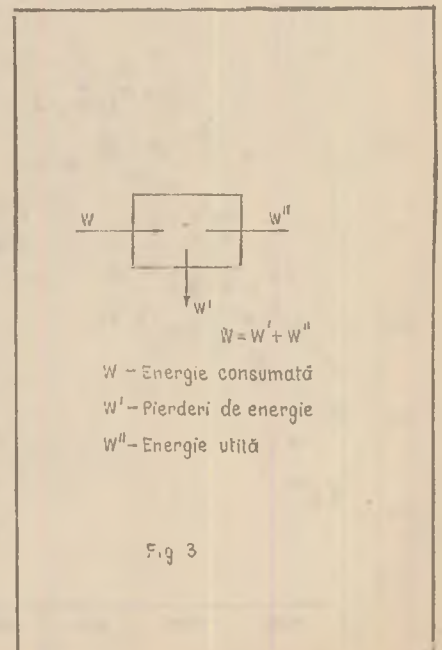 W W"
W'
W=W'+W"
W - Energie consumată
W' - Pierderi de energie
W" - Energie utilă
Fig 3